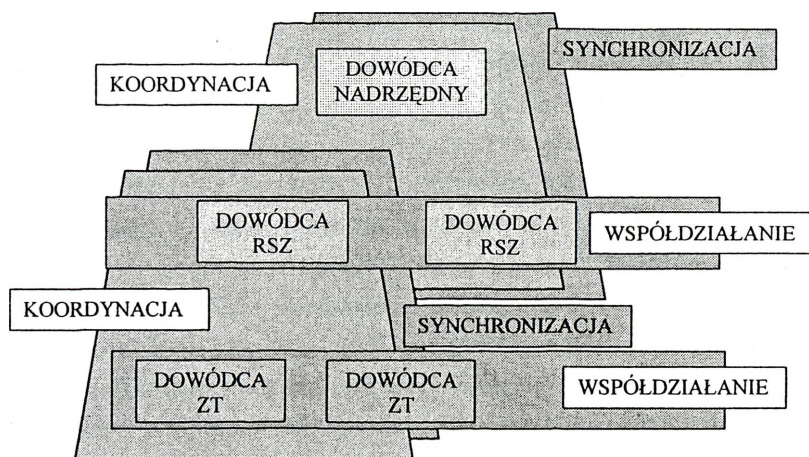 SYNCHRONIZACJA
KOORDYNACJA
DOWÓDCA
NADRZĘDNY
DOWÓDCA
RSZ
DOWÓDCA
RSZ
WSPÓŁDZIAŁANIE
KOORDYNACJA
SYNCHRONIZACJA
DOWÓDCA
ZT
DOWÓDCA
ZT
WSPÓŁDZIAŁANIE